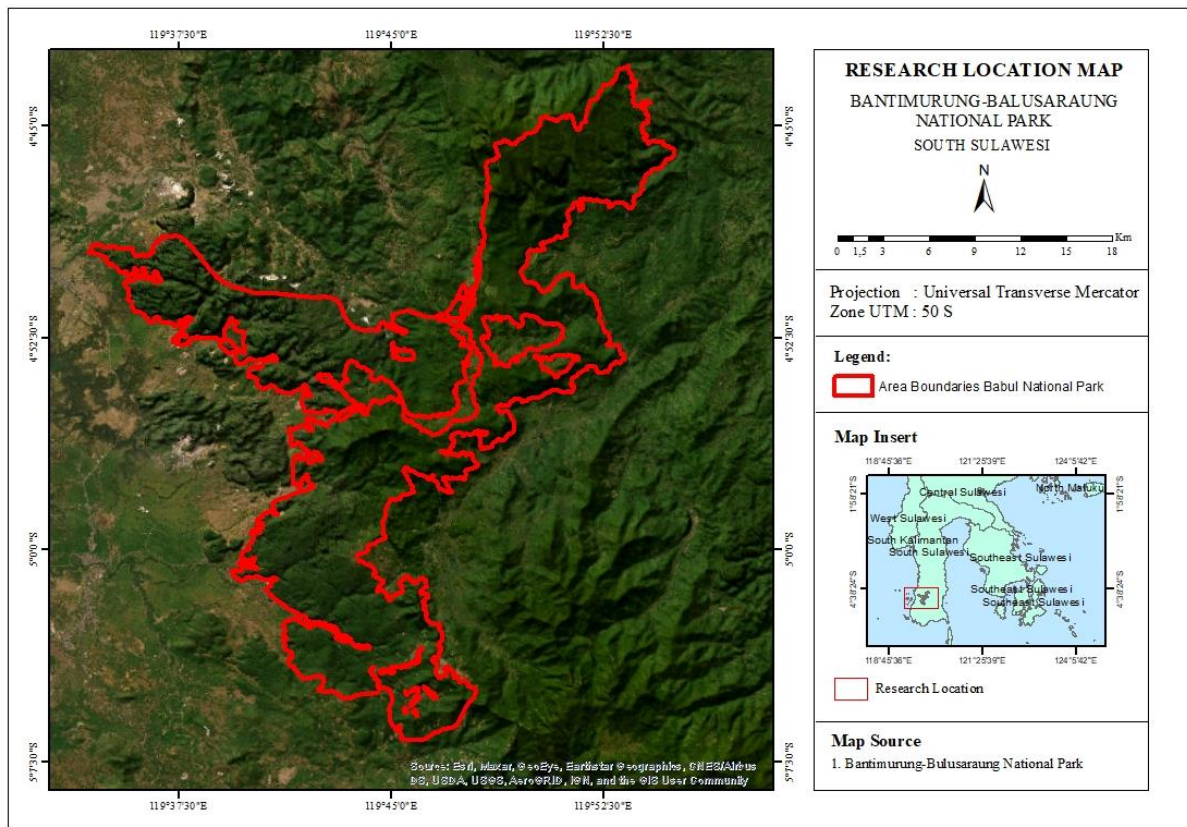 119°37'30"E 119°45'0"E 119°52'30"E
4°45'0"S 4°45'0"S
4°52'30"S 4°52'30"S
5°0'0"S 5°0'0"S
5°7'30"S 5°7'30"S
Source: Esri, Maxar, GeoEye, Earthstar Geographics, CNES/Airbus
DS, USDA, USGS, AeroGRID, IGN, and the GIS User Community
119°37'30"E 119°45'0"E 119°52'30"E
RESEARCH LOCATION MAP
BANTIMURUNG-BALUSARAUNG
NATIONAL PARK
SOUTH SULAWESI
N
Km
0 1,5 3 6 9 12 15 18
Projection : Universal Transverse Mercator
Zone UTM : 50 S
Legend:
Area Boundaries Babul National Park
Map Insert
118°45'36"E 121°25'39"E 124°5'42"E
1°58'21"S 1°58'21"S
Central Sulawesi
North Maluku
West Sulawesi
South Kalimantan
South Sulawesi
Southeast Sulawesi
Southeast Sulawesi
Southeast Sulawesi
4°38'24"S 4°38'24"S
118°45'36"E 121°25'39"E 124°5'42"E
Research Location
Map Source
1. Bantimurung-Bulusaraung National Park